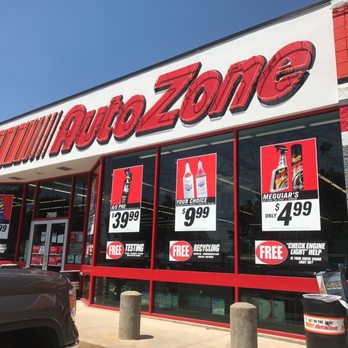 AutoZone
A/C PRO
$39.99
FREE TESTING
YOUR CHOICE
$9.99
FREE RECYCLING
MEGUIAR'S
ONLY $4.99
FREE "CHECK ENGINE
LIGHT" HELP
AutoZone